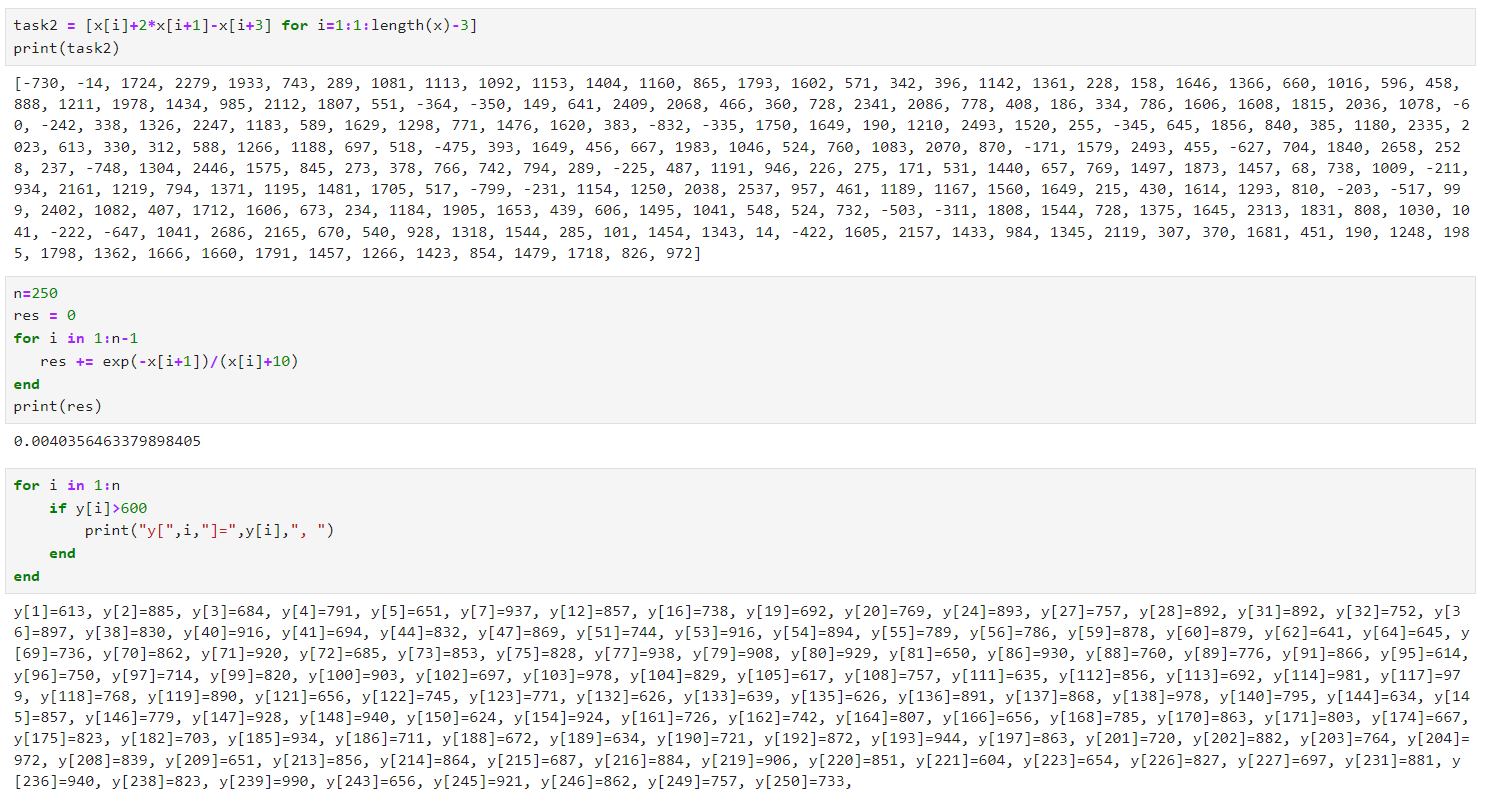 task2 = [x[i]+2*x[i+1]-x[i+3] for i=1:1:length(x)-3]
print(task2)
[-730, -14, 1724, 2279, 1933, 743, 289, 1081, 1113, 1092, 1153, 1404, 1160, 865, 1793, 1602, 571, 342, 396, 1142, 1361, 228, 158, 1646, 1366, 660, 1016, 596, 458,
888, 1211, 1978, 1434, 985, 2112, 1807, 551, -364, -350, 149, 641, 2409, 2068, 466, 360, 728, 2341, 2086, 778, 408, 186, 334, 786, 1606, 1608, 1815, 2036, 1078, -6
0, -242, 338, 1326, 2247, 1183, 589, 1629, 1298, 771, 1476, 1620, 383, -832, -335, 1750, 1649, 190, 1210, 2493, 1520, 255, -345, 645, 1856, 840, 385, 1180, 2335, 2
023, 613, 330, 312, 588, 1266, 1188, 697, 518, -475, 393, 1649, 456, 667, 1983, 1046, 524, 760, 1083, 2070, 870, -171, 1579, 2493, 455, -627, 704, 1840, 2658, 252
8, 237, -748, 1304, 2446, 1575, 845, 273, 378, 766, 742, 794, 289, -225, 487, 1191, 946, 226, 275, 171, 531, 1440, 657, 769, 1497, 1873, 1457, 68, 738, 1009, -211,
934, 2161, 1219, 794, 1371, 1195, 1481, 1705, 517, -799, -231, 1154, 1250, 2038, 2537, 957, 461, 1189, 1167, 1560, 1649, 215, 430, 1614, 1293, 810, -203, -517, 99
9, 2402, 1082, 407, 1712, 1606, 673, 234, 1184, 1905, 1653, 439, 606, 1495, 1041, 548, 524, 732, -503, -311, 1808, 1544, 728, 1375, 1645, 2313, 1831, 808, 1030, 10
41, -222, -647, 1041, 2686, 2165, 670, 540, 928, 1318, 1544, 285, 101, 1454, 1343, 14, -422, 1605, 2157, 1433, 984, 1345, 2119, 307, 370, 1681, 451, 190, 1248, 198
5, 1798, 1362, 1666, 1660, 1791, 1457, 1266, 1423, 854, 1479, 1718, 826, 972]
n=250
res = 0
for i in 1:n-1
res += exp(-x[i+1])/(x[i]+10)
end
print(res)
0.0040356463379898405
for i in 1:n
if y[i]>600
print("y[",i,"]=",y[i],", ")
end
end
y[1]=613, y[2]=885, y[3]=684, y[4]=791, y[5]=651, y[7]=937, y[12]=857, y[16]=738, y[19]=692, y[20]=769, y[24]=893, y[27]=757, y[28]=892, y[31]=892, y[32]=752, y[3
6]=897, y[38]=830, y[40]=916, y[41]=694, y[44]=832, y[47]=869, y[51]=744, y[53]=916, y[54]=894, y[55]=789, y[56]=786, y[59]=878, y[60]=879, y[62]=641, y[64]=645, y
[69]=736, y[70]=862, y[71]=920, y[72]=685, y[73]=853, y[75]=828, y[77]=938, y[79]=908, y[80]=929, y[81]=650, y[86]=930, y[88]=760, y[89]=776, y[91]=866, y[95]=614,
y[96]=750, y[97]=714, y[99]=820, y[100]=903, y[102]=697, y[103]=978, y[104]=829, y[105]=617, y[108]=757, y[111]=635, y[112]=856, y[113]=692, y[114]=981, y[117]=97
9, y[118]=768, y[119]=890, y[121]=656, y[122]=745, y[123]=771, y[132]=626, y[133]=639, y[135]=626, y[136]=891, y[137]=868, y[138]=978, y[140]=795, y[144]=634, y[14
5]=857, y[146]=779, y[147]=928, y[148]=940, y[150]=624, y[154]=924, y[161]=726, y[162]=742, y[164]=807, y[166]=656, y[168]=785, y[170]=863, y[171]=803, y[174]=667,
y[175]=823, y[182]=703, y[185]=934, y[186]=711, y[188]=672, y[189]=634, y[190]=721, y[192]=872, y[193]=944, y[197]=863, y[201]=720, y[202]=882, y[203]=764, y[204]=
972, y[208]=839, y[209]=651, y[213]=856, y[214]=864, y[215]=687, y[216]=884, y[219]=906, y[220]=851, y[221]=604, y[223]=654, y[226]=827, y[227]=697, y[231]=881, y
[236]=940, y[238]=823, y[239]=990, y[243]=656, y[245]=921, y[246]=862, y[249]=757, y[250]=733,